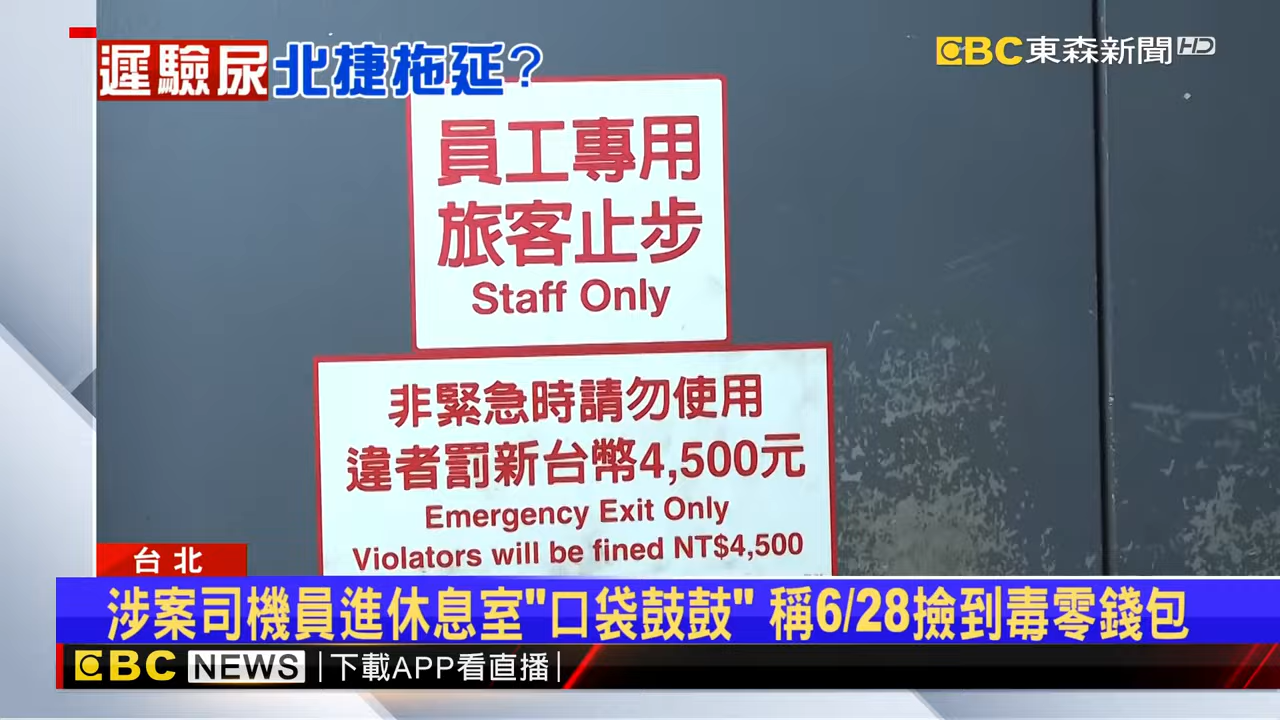 遲驗尿北捷拖延?
EBC東森新聞HD
員工專用
旅客止步
Staff Only
非緊急時請勿使用
違者罰新台幣4,500元
Emergency Exit Only
Violators will be fined NT$4,500
台北
涉案司機員進休息室"口袋鼓鼓" 稱6/28撿到毒零錢包
EBC NEWS |下載APP看直播|